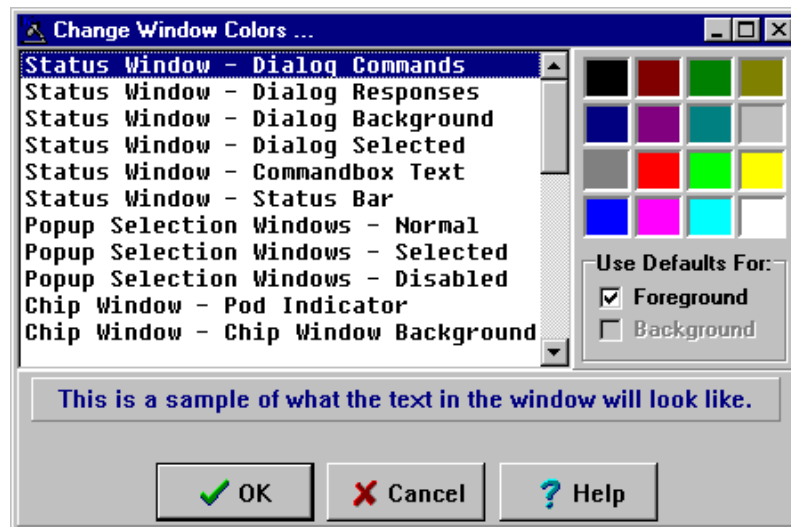 Change Window Colors ...
Status Window - Dialog Commands
Status Window - Dialog Responses
Status Window - Dialog Background
Status Window - Dialog Selected
Status Window - Commandbox Text
Status Window - Status Bar
Popup Selection Windows - Normal
Popup Selection Windows - Selected
Popup Selection Windows - Disabled
Chip Window - Pod Indicator
Chip Window - Chip Window Background
Use Defaults For:
Foreground
Background
This is a sample of what the text in the window will look like.
OK
Cancel
? Help